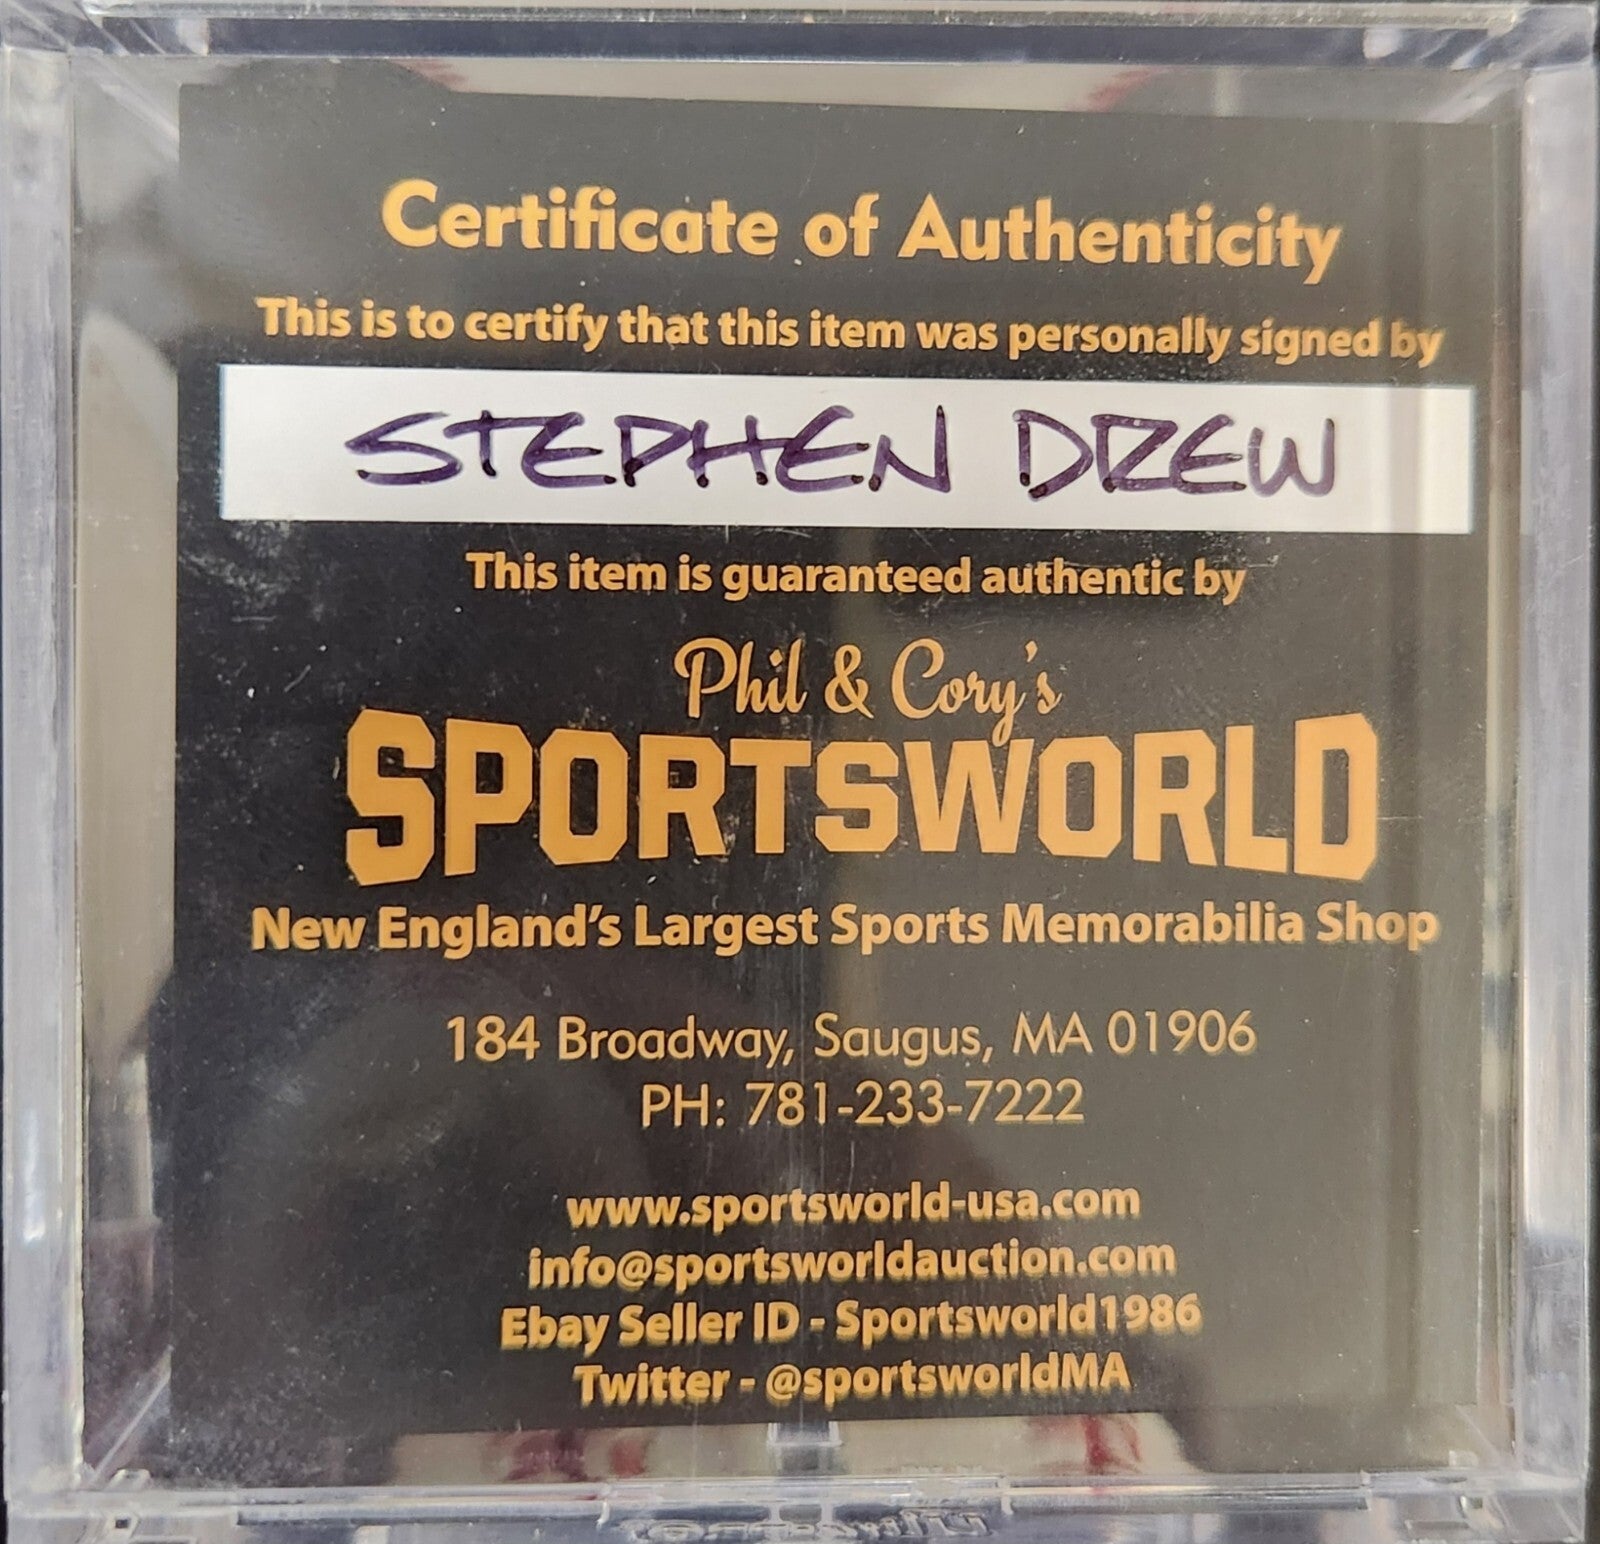 Certificate of Authenticity
This is to certify that this item was personally signed by
STEPHEN DREW
This item is guaranteed authentic by
Phil & Cory's
SPORTSWORLD
New England's Largest Sports Memorabilia Shop
184 Broadway, Saugus, MA 01906
PH: 781-233-7222
www.sportsworld-usa.com
info@sportsworldauction.com
Ebay Seller ID - Sportsworld1986
Twitter - @sportsworldMA